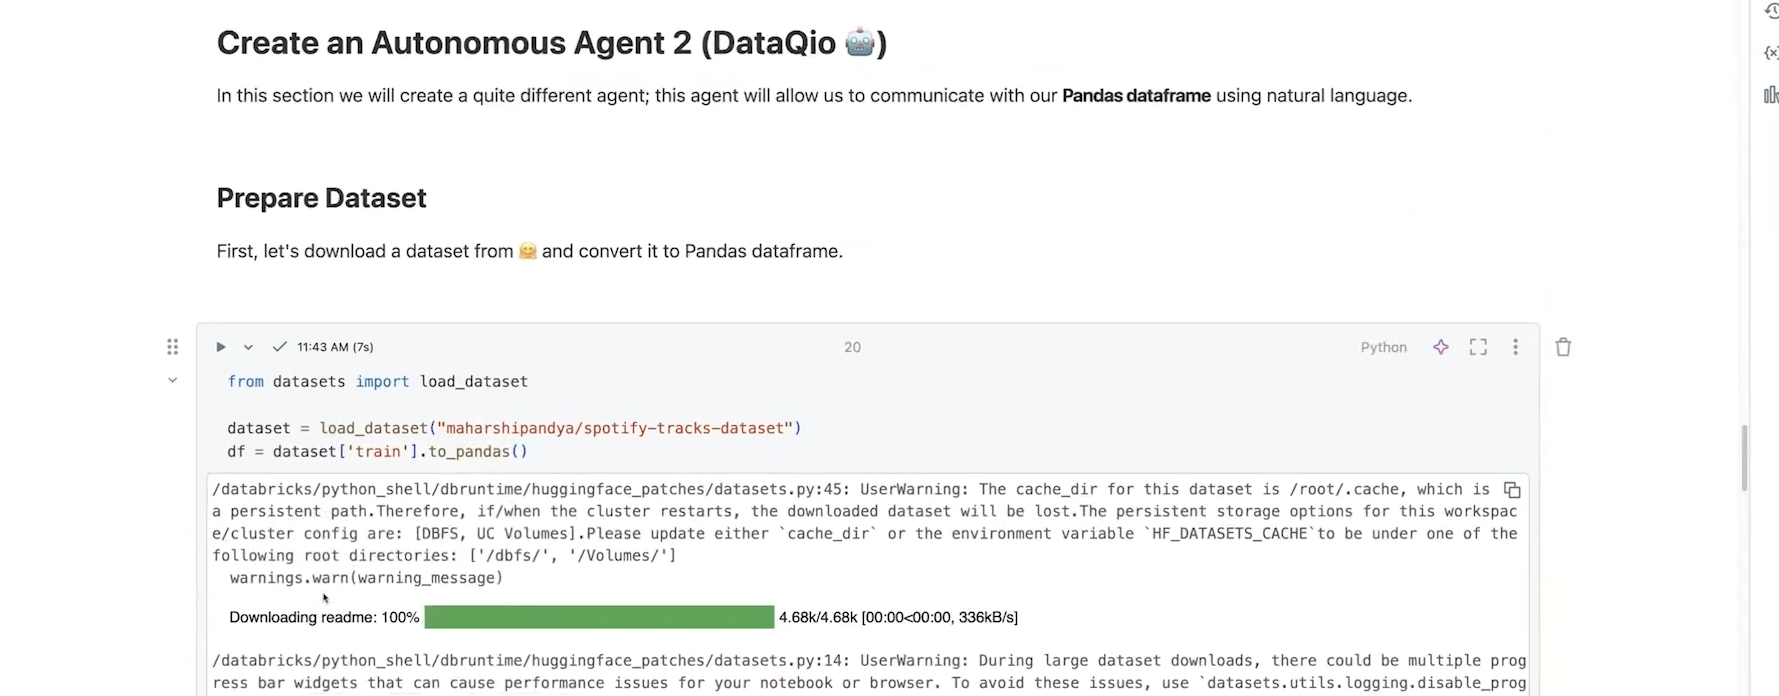 Create an Autonomous Agent 2 (DataQio 🤖)
In this section we will create a quite different agent; this agent will allow us to communicate with our Pandas dataframe using natural language.
Prepare Dataset
First, let's download a dataset from 🤗 and convert it to Pandas dataframe.
11:43 AM (7s)
20
Python
from datasets import load_dataset
dataset = load_dataset("maharshipandya/spotify-tracks-dataset")
df = dataset['train'].to_pandas()
/databricks/python_shell/dbruntime/huggingface_patches/datasets.py:45: UserWarning: The cache_dir for this dataset is /root/.cache, which is
a persistent path.Therefore, if/when the cluster restarts, the downloaded dataset will be lost.The persistent storage options for this workspac
e/cluster config are: [DBFS, UC Volumes].Please update either `cache_dir` or the environment variable `HF_DATASETS_CACHE`to be under one of the
following root directories: ['/dbfs/', '/Volumes/']
warnings.warn(warning_message)
Downloading readme: 100% 4.68k/4.68k [00:00<00:00, 336kB/s]
/databricks/python_shell/dbruntime/huggingface_patches/datasets.py:14: UserWarning: During large dataset downloads, there could be multiple prog
ress bar widgets that can cause performance issues for your notebook or browser. To avoid these issues, use `datasets.utils.logging.disable_prog